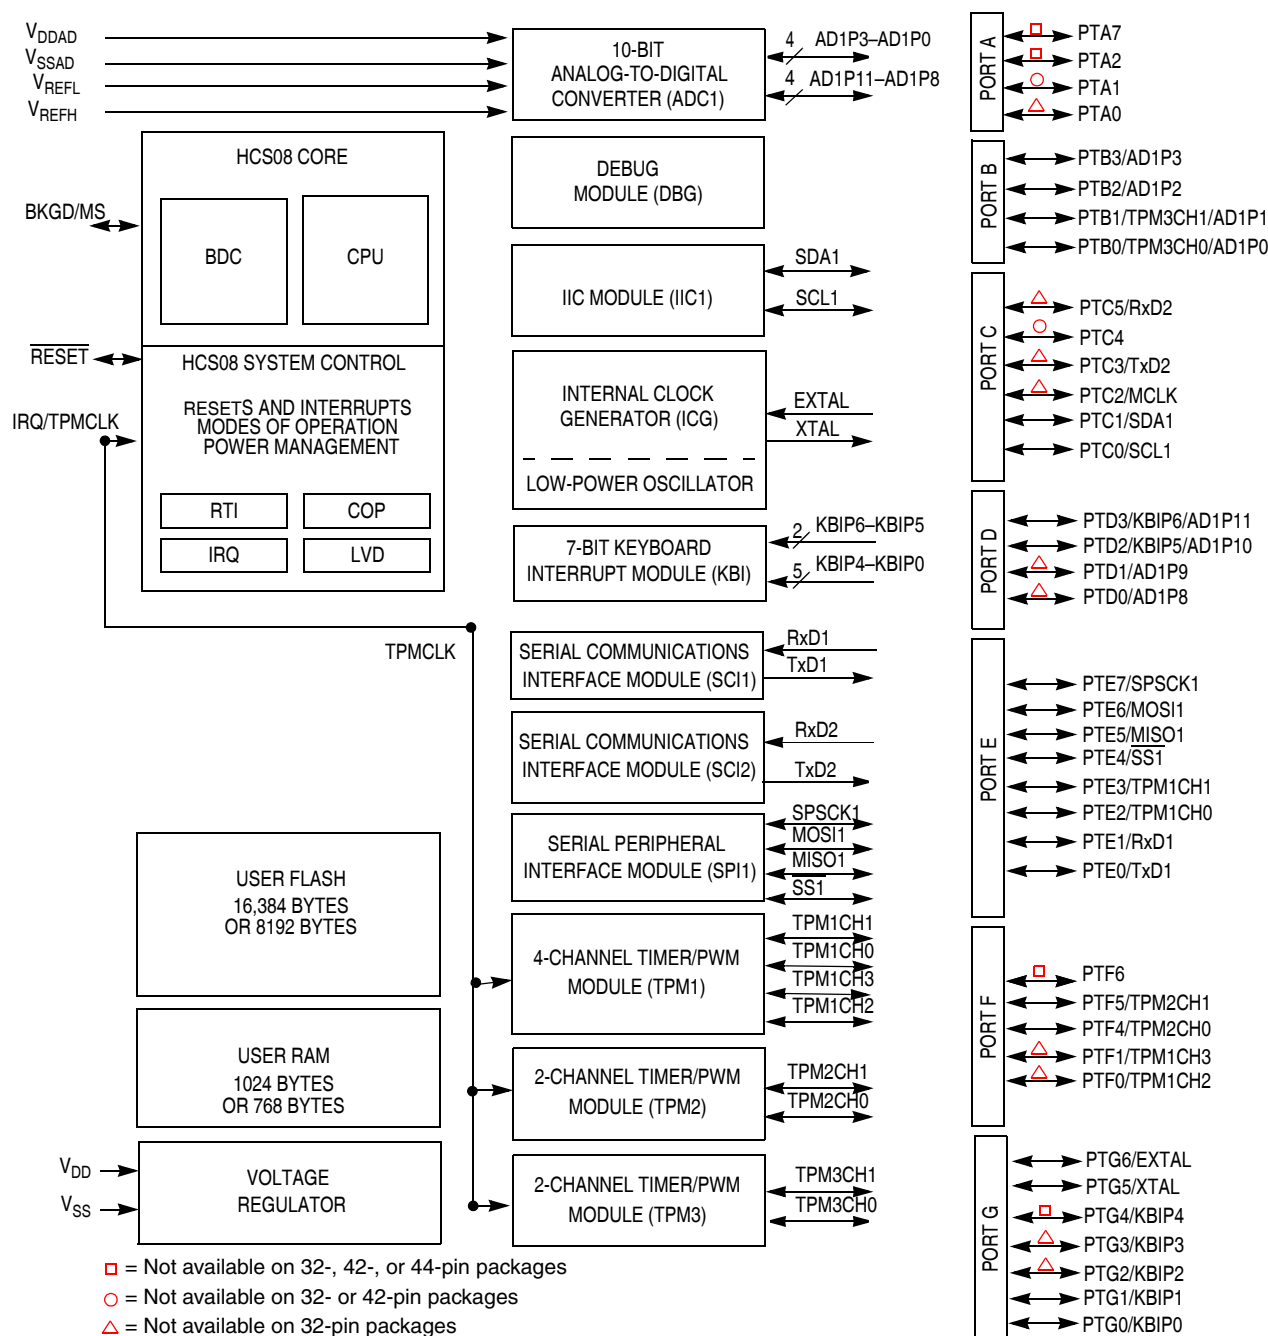 VDDAD
VSSAD
VREFL
VREFH
10-BIT
ANALOG-TO-DIGITAL
CONVERTER (ADC1)
4 AD1P3–AD1P0
4 AD1P11–AD1P8
HCS08 CORE
BDC
CPU
BKGD/MS
RESET
IRQ/TPMCLK
HCS08 SYSTEM CONTROL
RESETS AND INTERRUPTS
MODES OF OPERATION
POWER MANAGEMENT
RTI
COP
IRQ
LVD
TPMCLK
DEBUG
MODULE (DBG)
IIC MODULE (IIC1)
SDA1
SCL1
INTERNAL CLOCK
GENERATOR (ICG)
LOW-POWER OSCILLATOR
EXTAL
XTAL
7-BIT KEYBOARD
INTERRUPT MODULE (KBI)
2 KBIP6–KBIP5
5 KBIP4–KBIP0
SERIAL COMMUNICATIONS
INTERFACE MODULE (SCI1)
RxD1
TxD1
SERIAL COMMUNICATIONS
INTERFACE MODULE (SCI2)
RxD2
TxD2
SERIAL PERIPHERAL
INTERFACE MODULE (SPI1)
SPSCK1
MOSI1
MISO1
SS1
4-CHANNEL TIMER/PWM
MODULE (TPM1)
TPM1CH1
TPM1CH0
TPM1CH3
TPM1CH2
2-CHANNEL TIMER/PWM
MODULE (TPM2)
TPM2CH1
TPM2CH0
2-CHANNEL TIMER/PWM
MODULE (TPM3)
TPM3CH1
TPM3CH0
USER FLASH
16,384 BYTES
OR 8192 BYTES
USER RAM
1024 BYTES
OR 768 BYTES
VDD
VSS
VOLTAGE
REGULATOR
PORT A
PTA7
PTA2
PTA1
PTA0
PORT B
PTB3/AD1P3
PTB2/AD1P2
PTB1/TPM3CH1/AD1P1
PTB0/TPM3CH0/AD1P0
PORT C
PTC5/RxD2
PTC4
PTC3/TxD2
PTC2/MCLK
PTC1/SDA1
PTC0/SCL1
PORT D
PTD3/KBIP6/AD1P11
PTD2/KBIP5/AD1P10
PTD1/AD1P9
PTD0/AD1P8
PORT E
PTE7/SPSCK1
PTE6/MOSI1
PTE5/MISO1
PTE4/SS1
PTE3/TPM1CH1
PTE2/TPM1CH0
PTE1/RxD1
PTE0/TxD1
PORT F
PTF6
PTF5/TPM2CH1
PTF4/TPM2CH0
PTF1/TPM1CH3
PTF0/TPM1CH2
PORT G
PTG6/EXTAL
PTG5/XTAL
PTG4/KBIP4
PTG3/KBIP3
PTG2/KBIP2
PTG1/KBIP1
PTG0/KBIP0
= Not available on 32-, 42-, or 44-pin packages
= Not available on 32- or 42-pin packages
= Not available on 32-pin packages